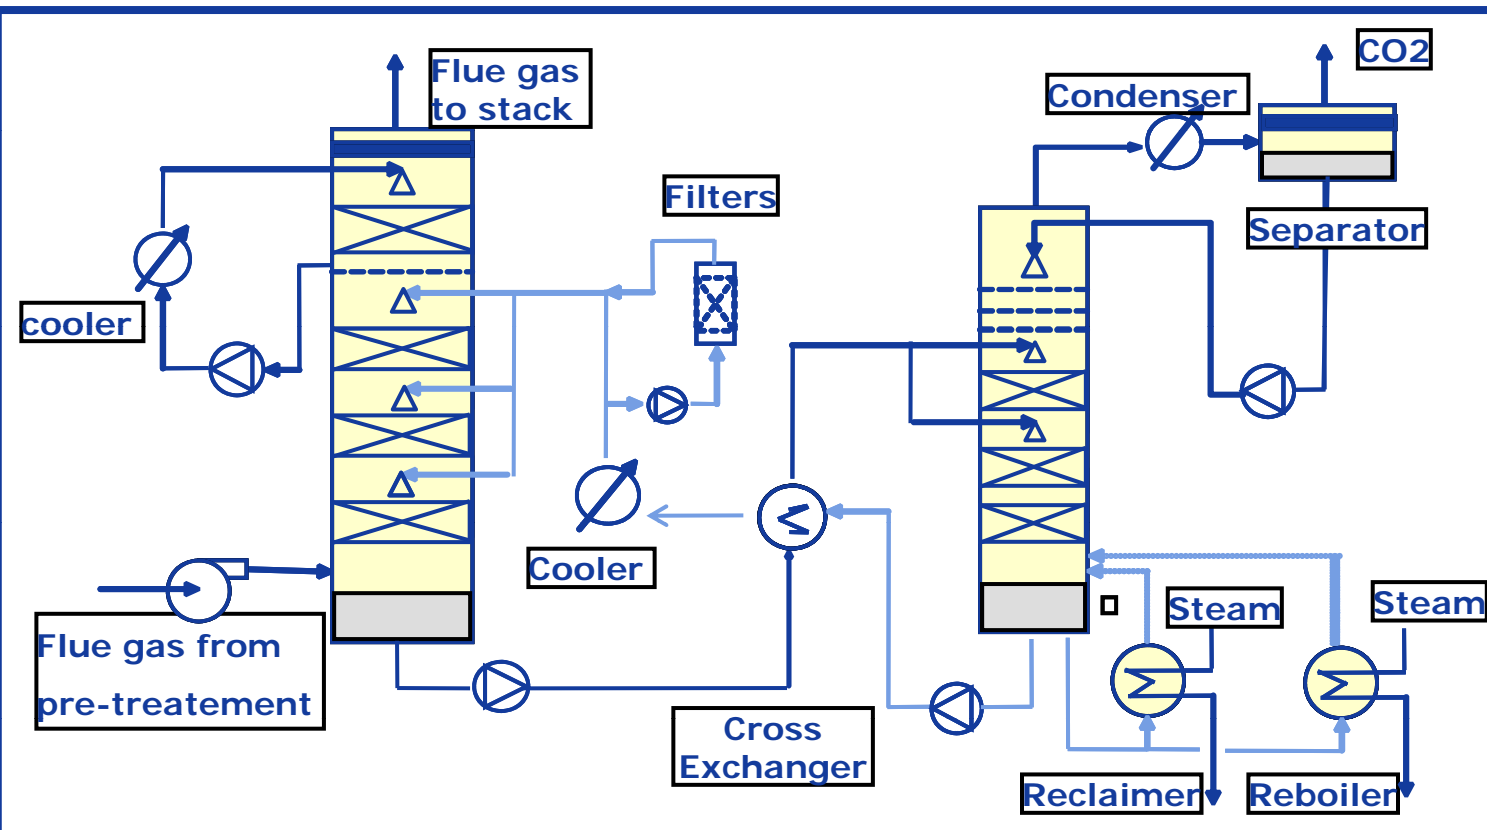 Flue gas
to stack
CO2
Condenser
Filters
Separator
cooler
Cooler
Steam
Steam
Flue gas from
pre-treatement
Cross
Exchanger
Reclaimer
Reboiler